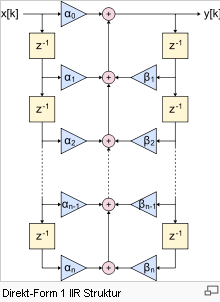 x[k] α₀ + y[k]
z⁻¹ z⁻¹
α₁ + β₁
z⁻¹ z⁻¹
α₂ + β₂
αₙ₋₁ + βₙ₋₁
z⁻¹ z⁻¹
αₙ + βₙ
Direkt-Form 1 IIR Struktur